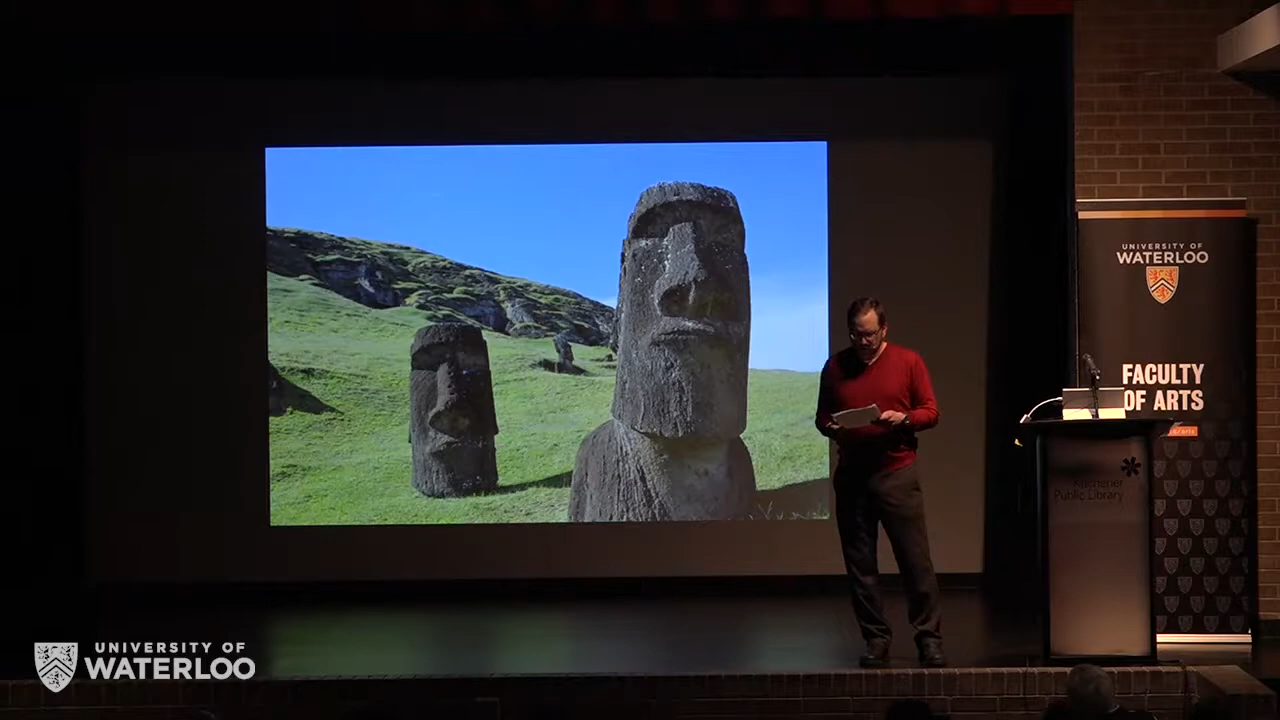 UNIVERSITY OF
WATERLOO
FACULTY
OF ARTS
Kitchener
Public Library
UNIVERSITY OF
WATERLOO